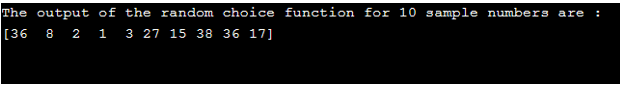 The output of the random choice function for 10 sample numbers are :
[36  8  2  1  3 27 15 38 36 17]